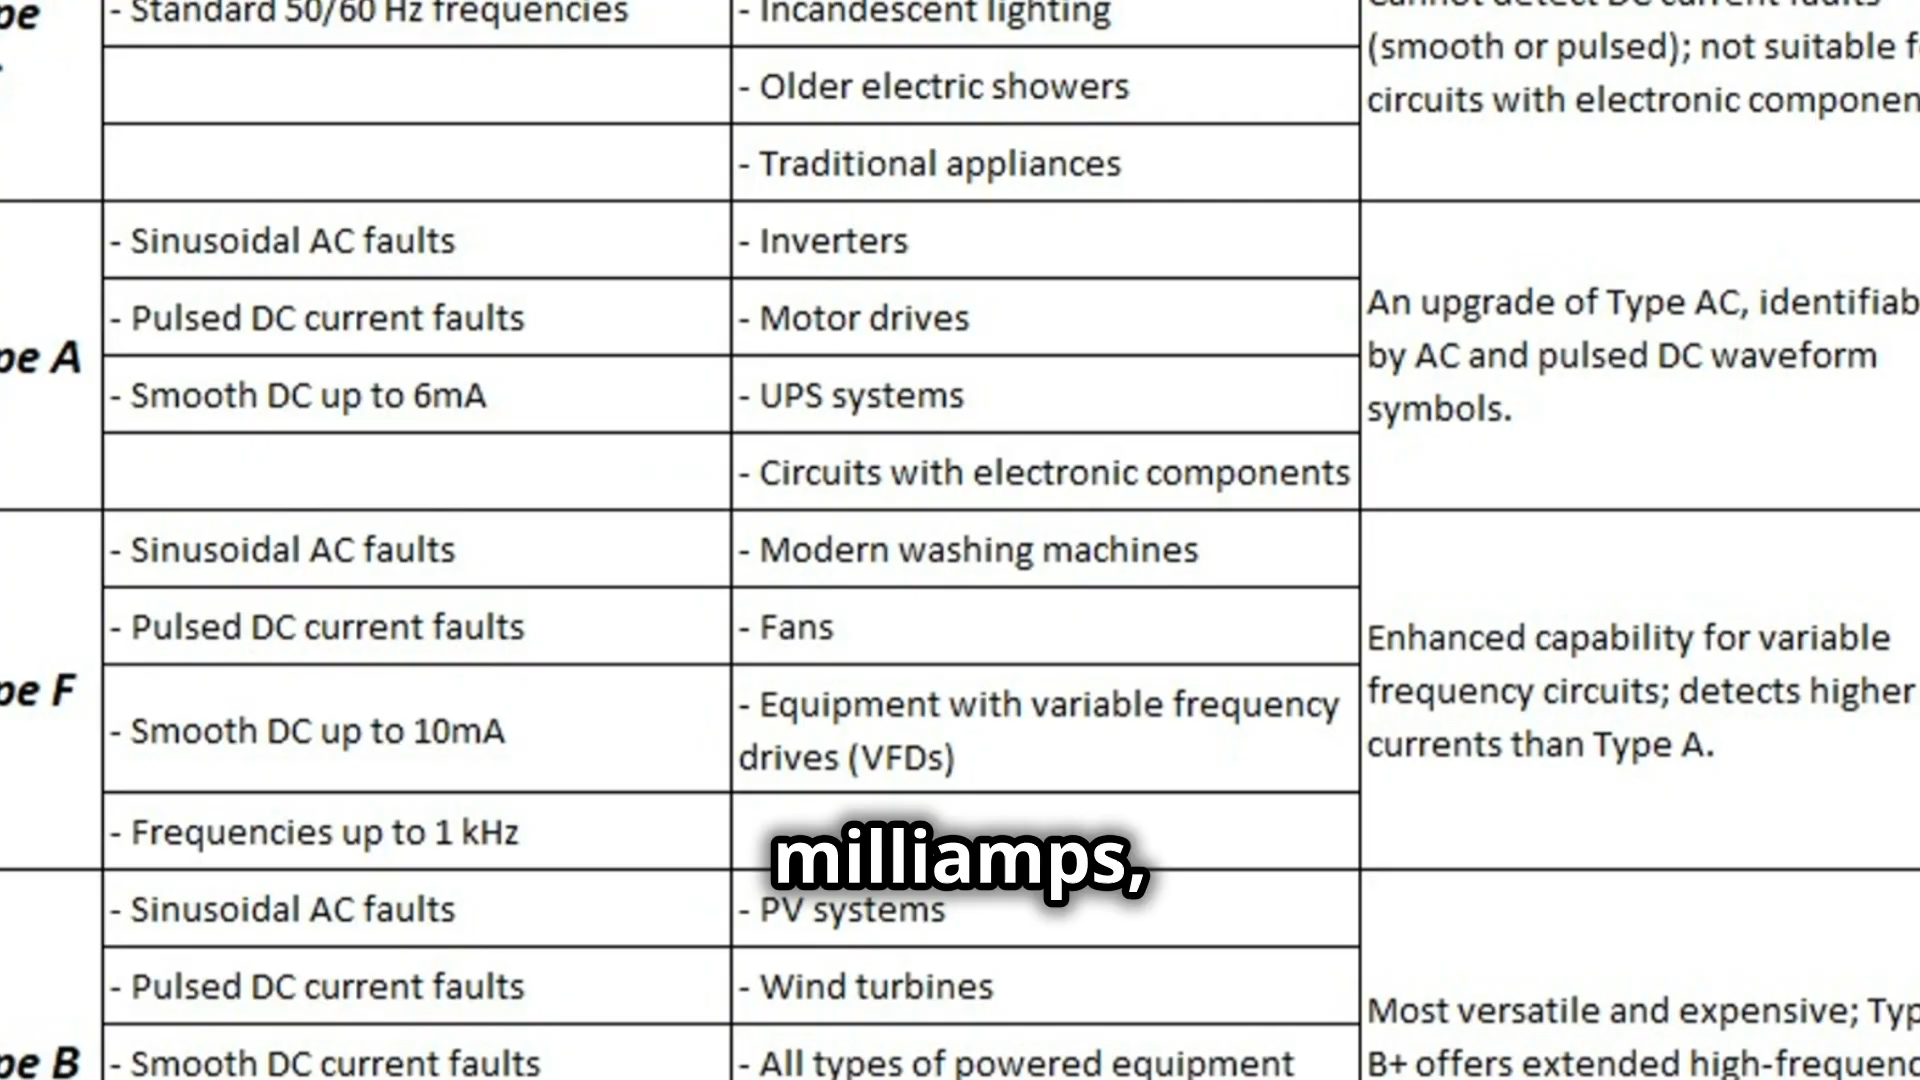 pe
- Standard 50/60 Hz frequencies
- Incandescent lighting
Cannot detect DC current faults
(smooth or pulsed); not suitable f
circuits with electronic componen
- Older electric showers
- Traditional appliances
pe A
- Sinusoidal AC faults
- Pulsed DC current faults
- Smooth DC up to 6mA
- Inverters
- Motor drives
- UPS systems
- Circuits with electronic components
An upgrade of Type AC, identifiab
by AC and pulsed DC waveform
symbols.
pe F
- Sinusoidal AC faults
- Pulsed DC current faults
- Smooth DC up to 10mA
- Frequencies up to 1 kHz
- Modern washing machines
- Fans
- Equipment with variable frequency
drives (VFDs)
Enhanced capability for variable
frequency circuits; detects higher
currents than Type A.
milliamps,
pe B
- Sinusoidal AC faults
- Pulsed DC current faults
- Smooth DC current faults
- PV systems
- Wind turbines
- All types of powered equipment
Most versatile and expensive; Typ
B+ offers extended high-frequenc